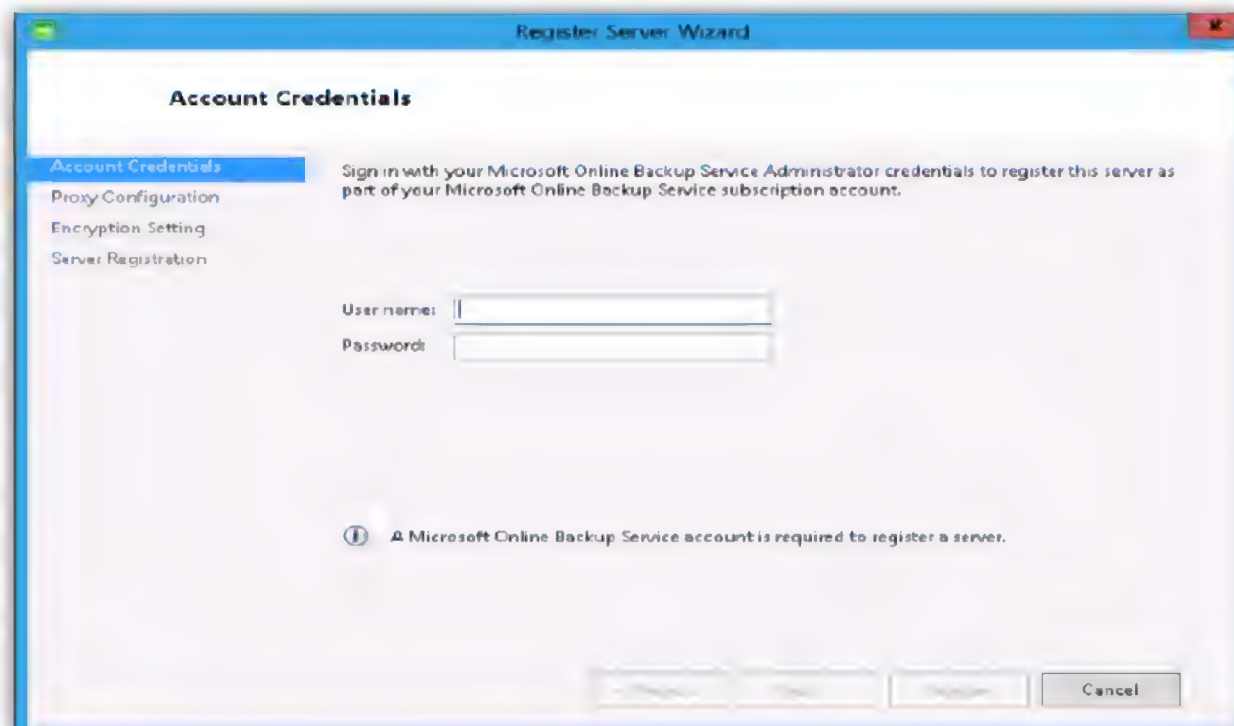 Register Server Wizard
Account Credentials
Account Credentials
Proxy Configuration
Encryption Setting
Server Registration
Sign in with your Microsoft Online Backup Service Administrator credentials to register this server as
part of your Microsoft Online Backup Service subscription account.
User name:
Password:
A Microsoft Online Backup Service account is required to register a server.
Cancel